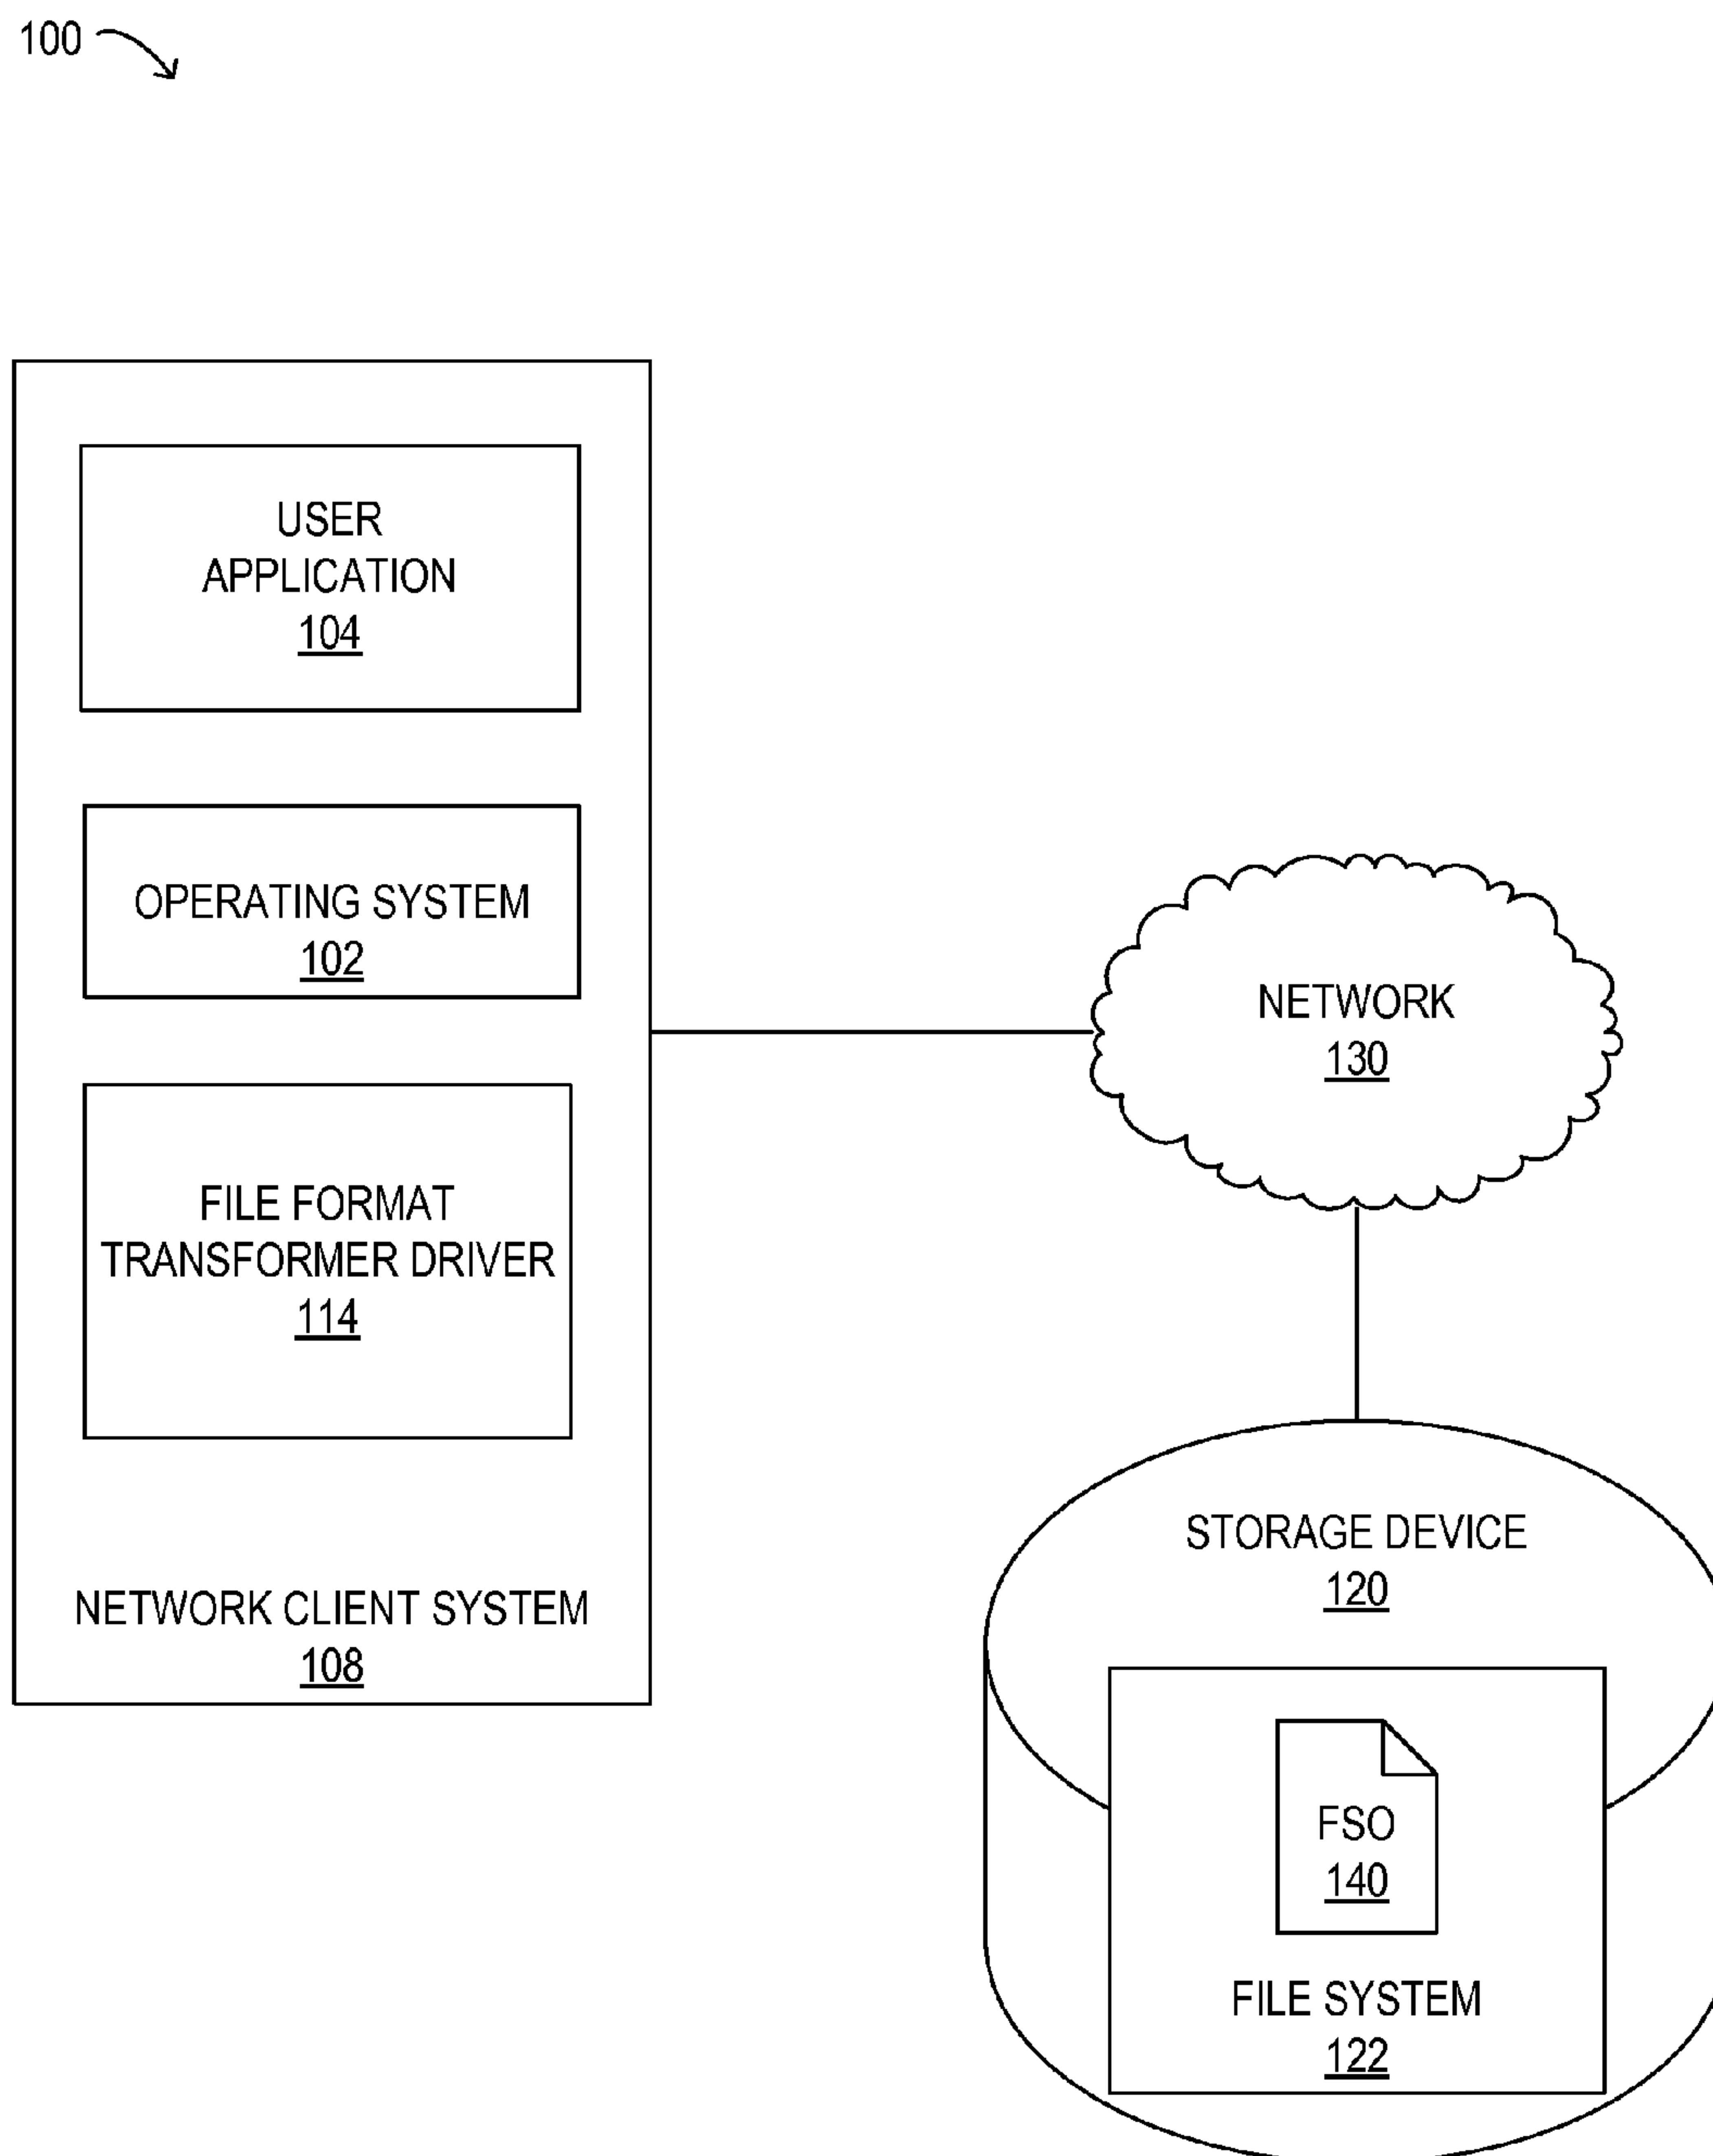 100
USER
APPLICATION
104
OPERATING SYSTEM
102
FILE FORMAT
TRANSFORMER DRIVER
114
NETWORK CLIENT SYSTEM
108
NETWORK
130
STORAGE DEVICE
120
FSO
140
FILE SYSTEM
122